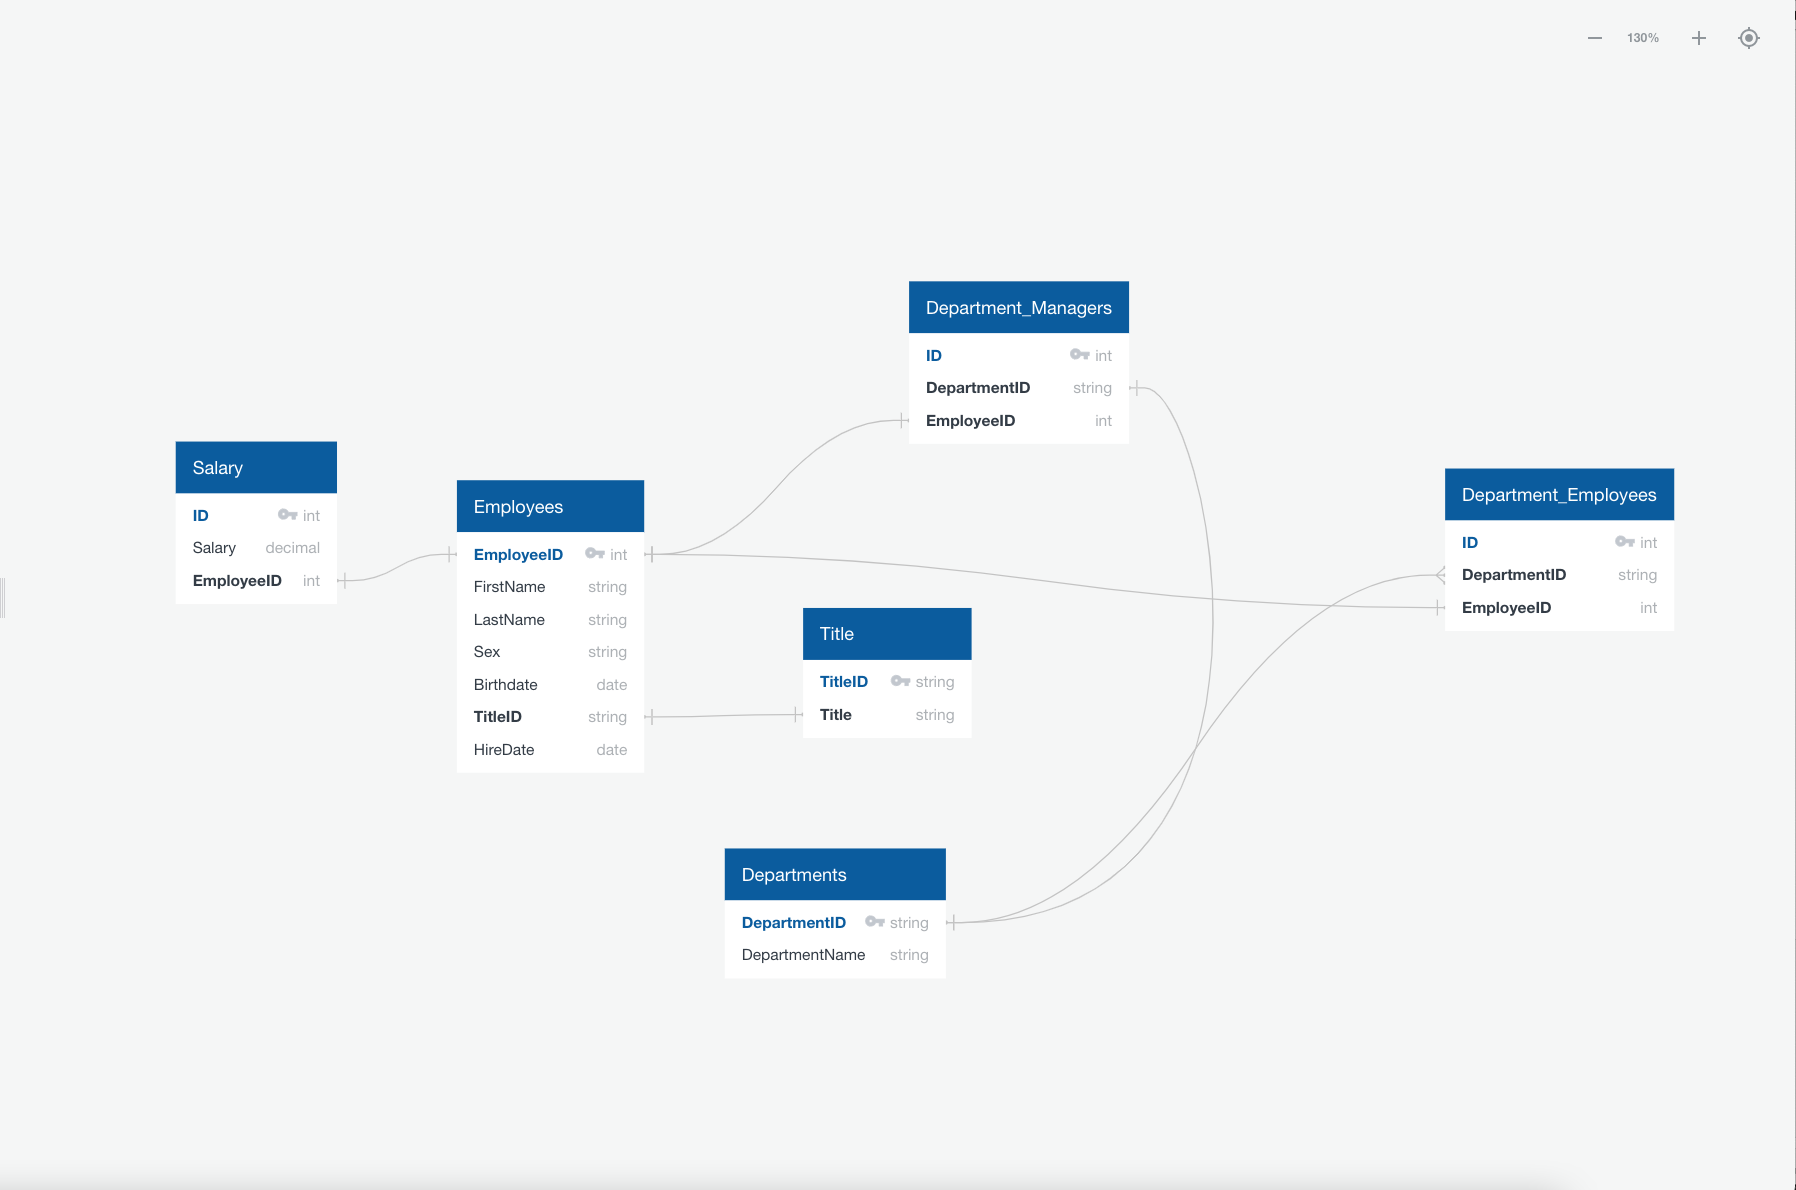 130%
Department_Managers
ID int
DepartmentID string
EmployeeID int
Salary
ID int
Salary decimal
EmployeeID int
Employees
EmployeeID int
FirstName string
LastName string
Sex string
Birthdate date
TitleID string
HireDate date
Department_Employees
ID int
DepartmentID string
EmployeeID int
Title
TitleID string
Title string
Departments
DepartmentID string
DepartmentName string